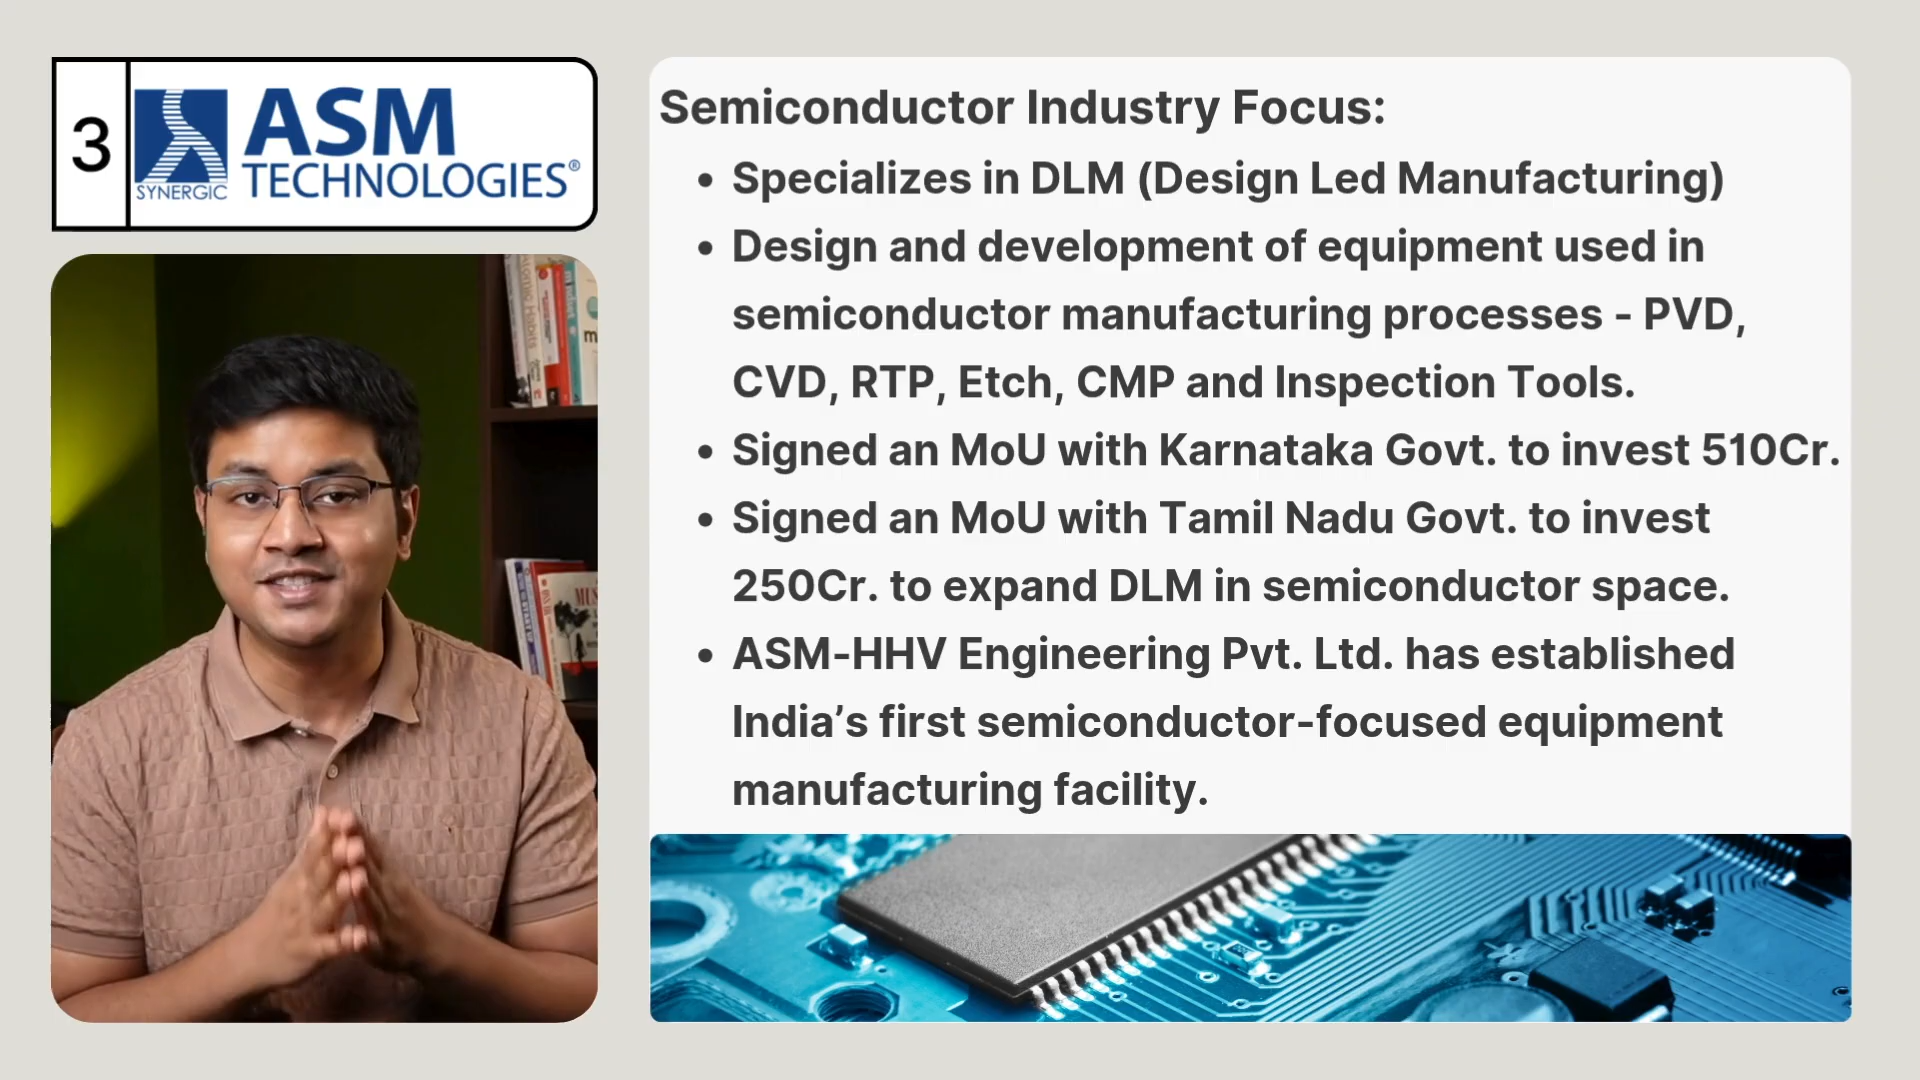 3
ASM
TECHNOLOGIES®
SYNERGIC
Semiconductor Industry Focus:
• Specializes in DLM (Design Led Manufacturing)
• Design and development of equipment used in
semiconductor manufacturing processes - PVD,
CVD, RTP, Etch, CMP and Inspection Tools.
• Signed an MoU with Karnataka Govt. to invest 510Cr.
• Signed an MoU with Tamil Nadu Govt. to invest
250Cr. to expand DLM in semiconductor space.
• ASM-HHV Engineering Pvt. Ltd. has established
India’s first semiconductor-focused equipment
manufacturing facility.
Atomic Habits